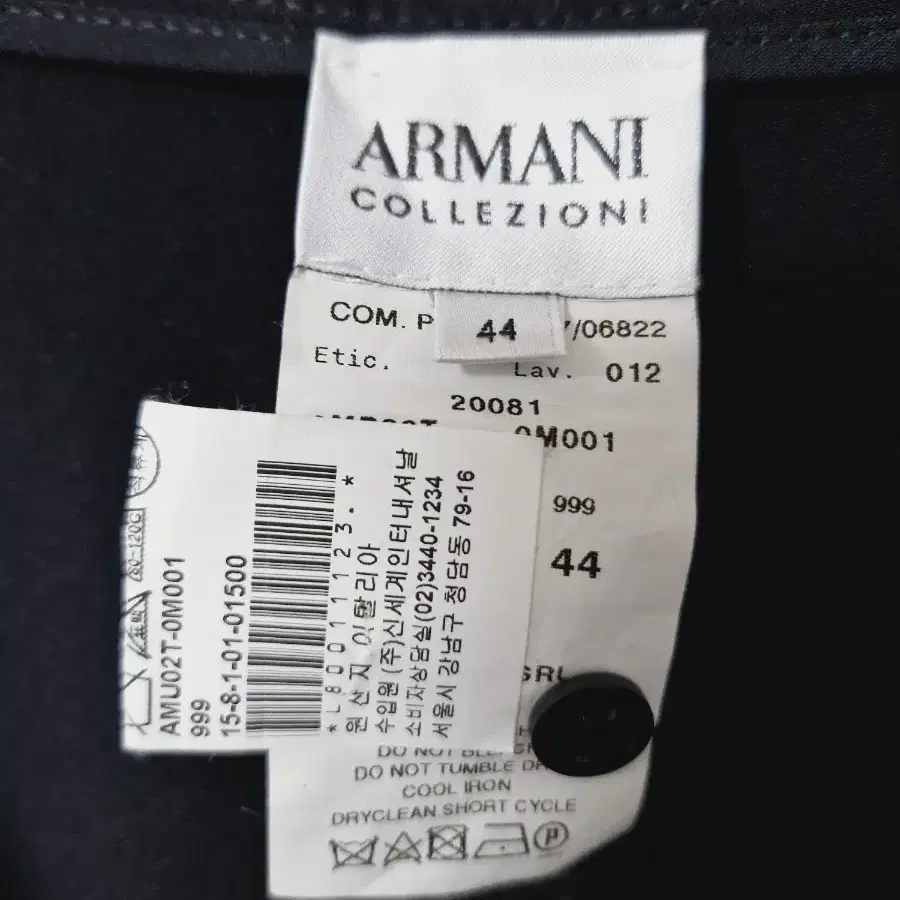 ARMANI
COLLEZIONI
COM. P 44 /06822
Etic. Lav. 012
20081
0M001
999
44
SRL
DO NOT TUMBLE DR
COOL IRON
DRYCLEAN SHORT CYCLE
P
AMU02T-0M001
999
15-8-1-01-01500
*L8001123.*
원산지 이탈리아
수입원 (주)신세계인터내셔날
소비자상담실(02)3440-1234
서울시 강남구 청담동 79-16